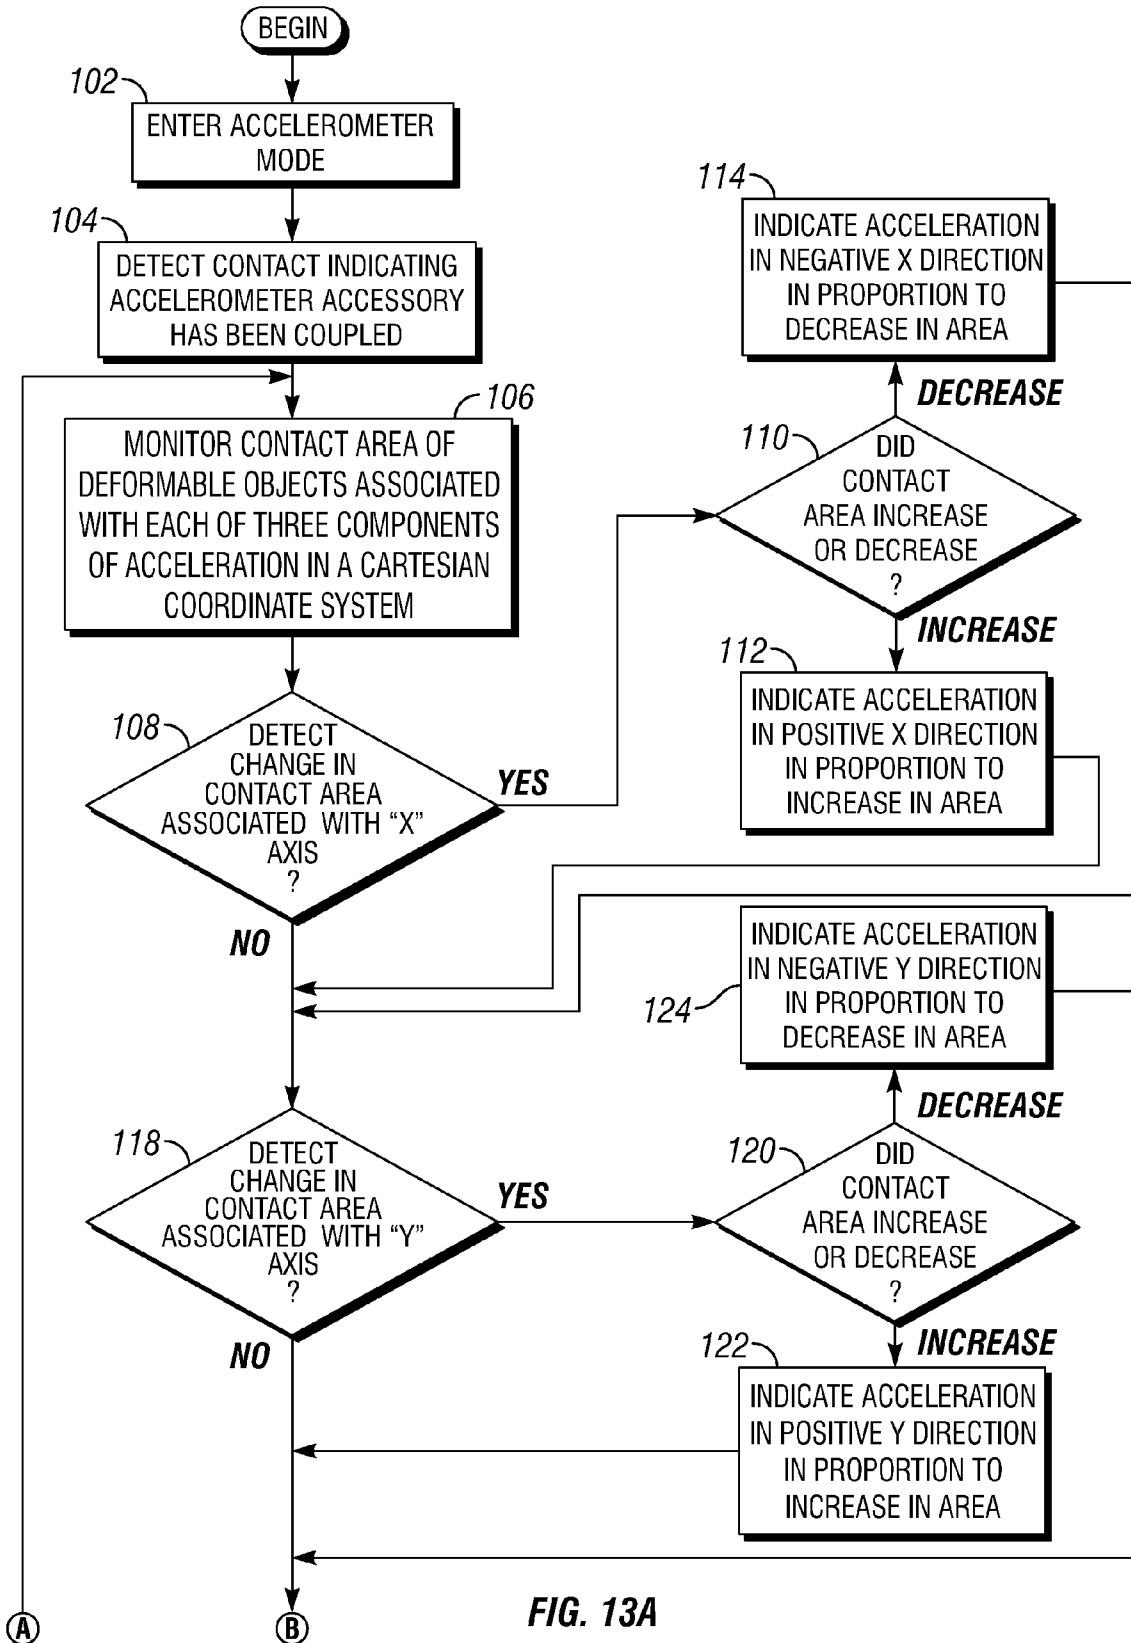 BEGIN
102
ENTER ACCELEROMETER
MODE
104
DETECT CONTACT INDICATING
ACCELEROMETER ACCESSORY
HAS BEEN COUPLED
106
MONITOR CONTACT AREA OF
DEFORMABLE OBJECTS ASSOCIATED
WITH EACH OF THREE COMPONENTS
OF ACCELERATION IN A CARTESIAN
COORDINATE SYSTEM
108
DETECT
CHANGE IN
CONTACT AREA
ASSOCIATED WITH “X”
AXIS
?
YES
NO
114
INDICATE ACCELERATION
IN NEGATIVE X DIRECTION
IN PROPORTION TO
DECREASE IN AREA
DECREASE
110
DID
CONTACT
AREA INCREASE
OR DECREASE
?
INCREASE
112
INDICATE ACCELERATION
IN POSITIVE X DIRECTION
IN PROPORTION TO
INCREASE IN AREA
118
DETECT
CHANGE IN
CONTACT AREA
ASSOCIATED WITH “Y”
AXIS
?
YES
NO
124
INDICATE ACCELERATION
IN NEGATIVE Y DIRECTION
IN PROPORTION TO
DECREASE IN AREA
DECREASE
120
DID
CONTACT
AREA INCREASE
OR DECREASE
?
INCREASE
122
INDICATE ACCELERATION
IN POSITIVE Y DIRECTION
IN PROPORTION TO
INCREASE IN AREA
A
B
FIG. 13A